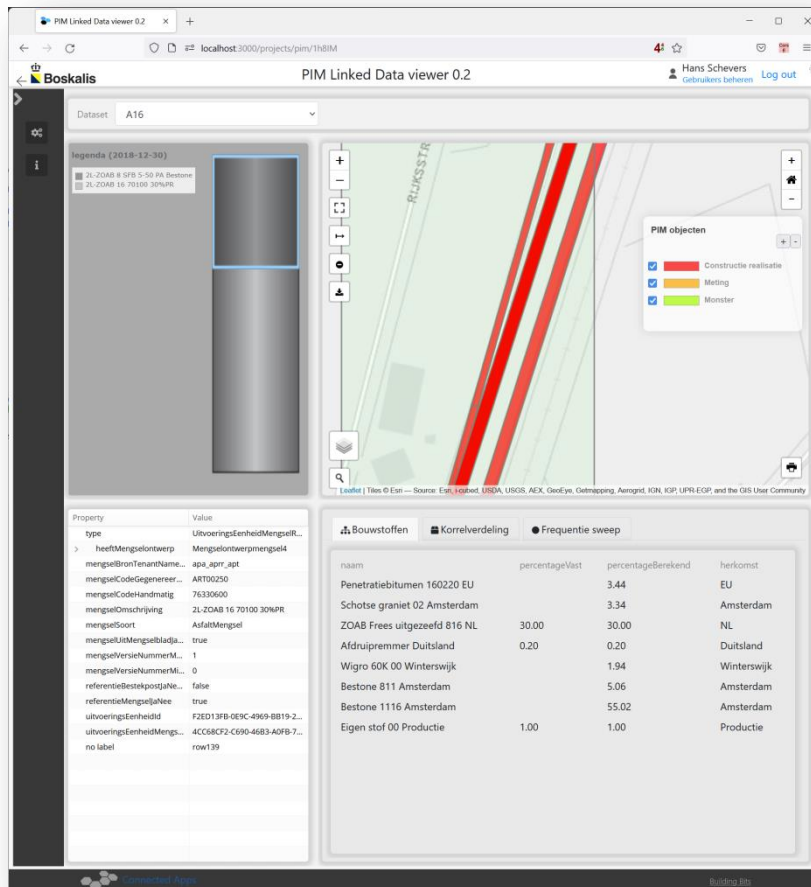 PIM Linked Data viewer 0.2
localhost:3000/projects/pim/1h8IM
Boskalis
PIM Linked Data viewer 0.2
Hans Schevers
Gebruikers beheren
Log out
Dataset A16
legenda (2018-12-30)
2L-ZOAB 8 SFB 5-50 PA Bestone
2L-ZOAB 16 70100 30%PR
RIJKSSTR
PIM objecten
Constructie realisatie
Meting
Monster
Leaflet | Tiles © Esri — Source: Esri, i-cubed, USDA, USGS, AEX, GeoEye, Getmapping, Aerogrid, IGN, IGP, UPR-EGP, and the GIS User Community
Property Value
type UitvoeringsEenheidMengselR...
heeftMengselontwerp Mengselontwerpmengsel4
mengselBronTenantName... apa_aprr_apt
mengselCodeGegenereer... ART00250
mengselCodeHandmatig 76330600
mengselOmschrijving 2L-ZOAB 16 70100 30%PR
mengselSoort AsfaltMengsel
mengselUitMengselbladJa... true
mengselVersieNummerM... 1
mengselVersieNummerMi... 0
referentieBestekpostJaNe... false
referentieMengselJaNee true
uitvoeringsEenheidId F2ED13FB-0E9C-4969-BB19-2...
uitvoeringsEenheidMengs... 4CC68CF2-C690-46B3-A0FB-7...
no label row139
Bouwstoffen Korrelverdeling Frequentie sweep
naam percentageVast percentageBerekend herkomst
Penetratiebitumen 160220 EU 3.44 EU
Schotse graniet 02 Amsterdam 3.34 Amsterdam
ZOAB Frees uitgezeefd 816 NL 30.00 30.00 NL
Afdruipremmer Duitsland 0.20 0.20 Duitsland
Wigro 60K 00 Winterswijk 1.94 Winterswijk
Bestone 811 Amsterdam 5.06 Amsterdam
Bestone 1116 Amsterdam 55.02 Amsterdam
Eigen stof 00 Productie 1.00 1.00 Productie
Connected Apps
Building Bits